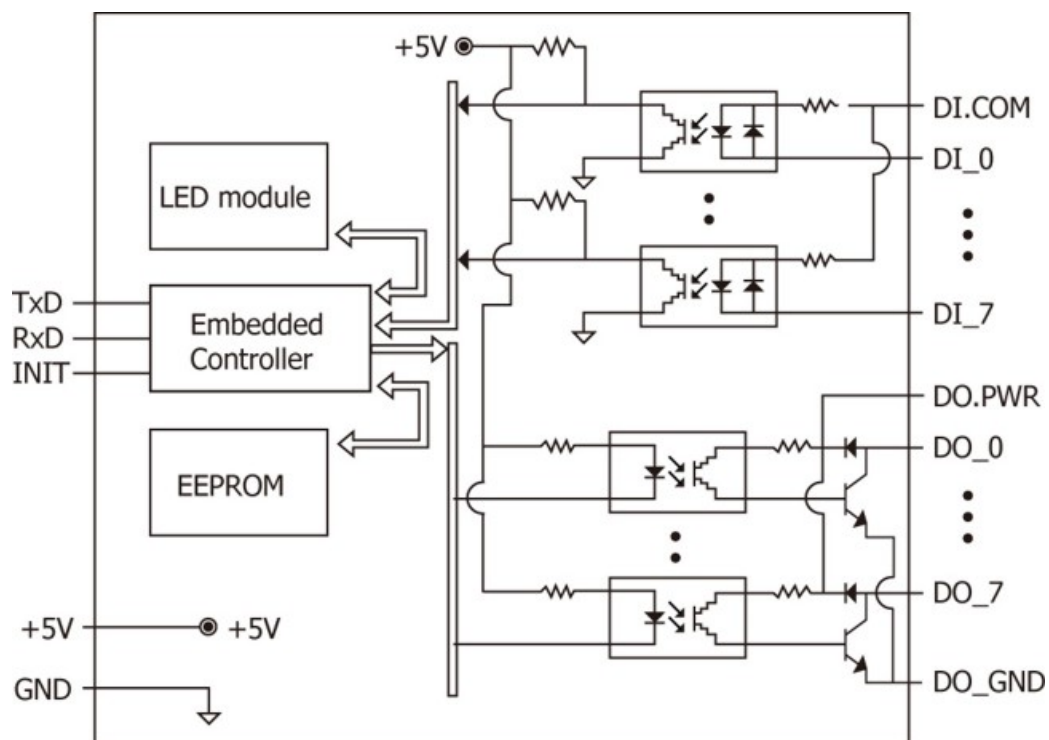 +5V
DI.COM
DI_0
LED module
DI_7
TxD
RxD
INIT
Embedded
Controller
DO.PWR
DO_0
EEPROM
DO_7
+5V
+5V
GND
DO_GND